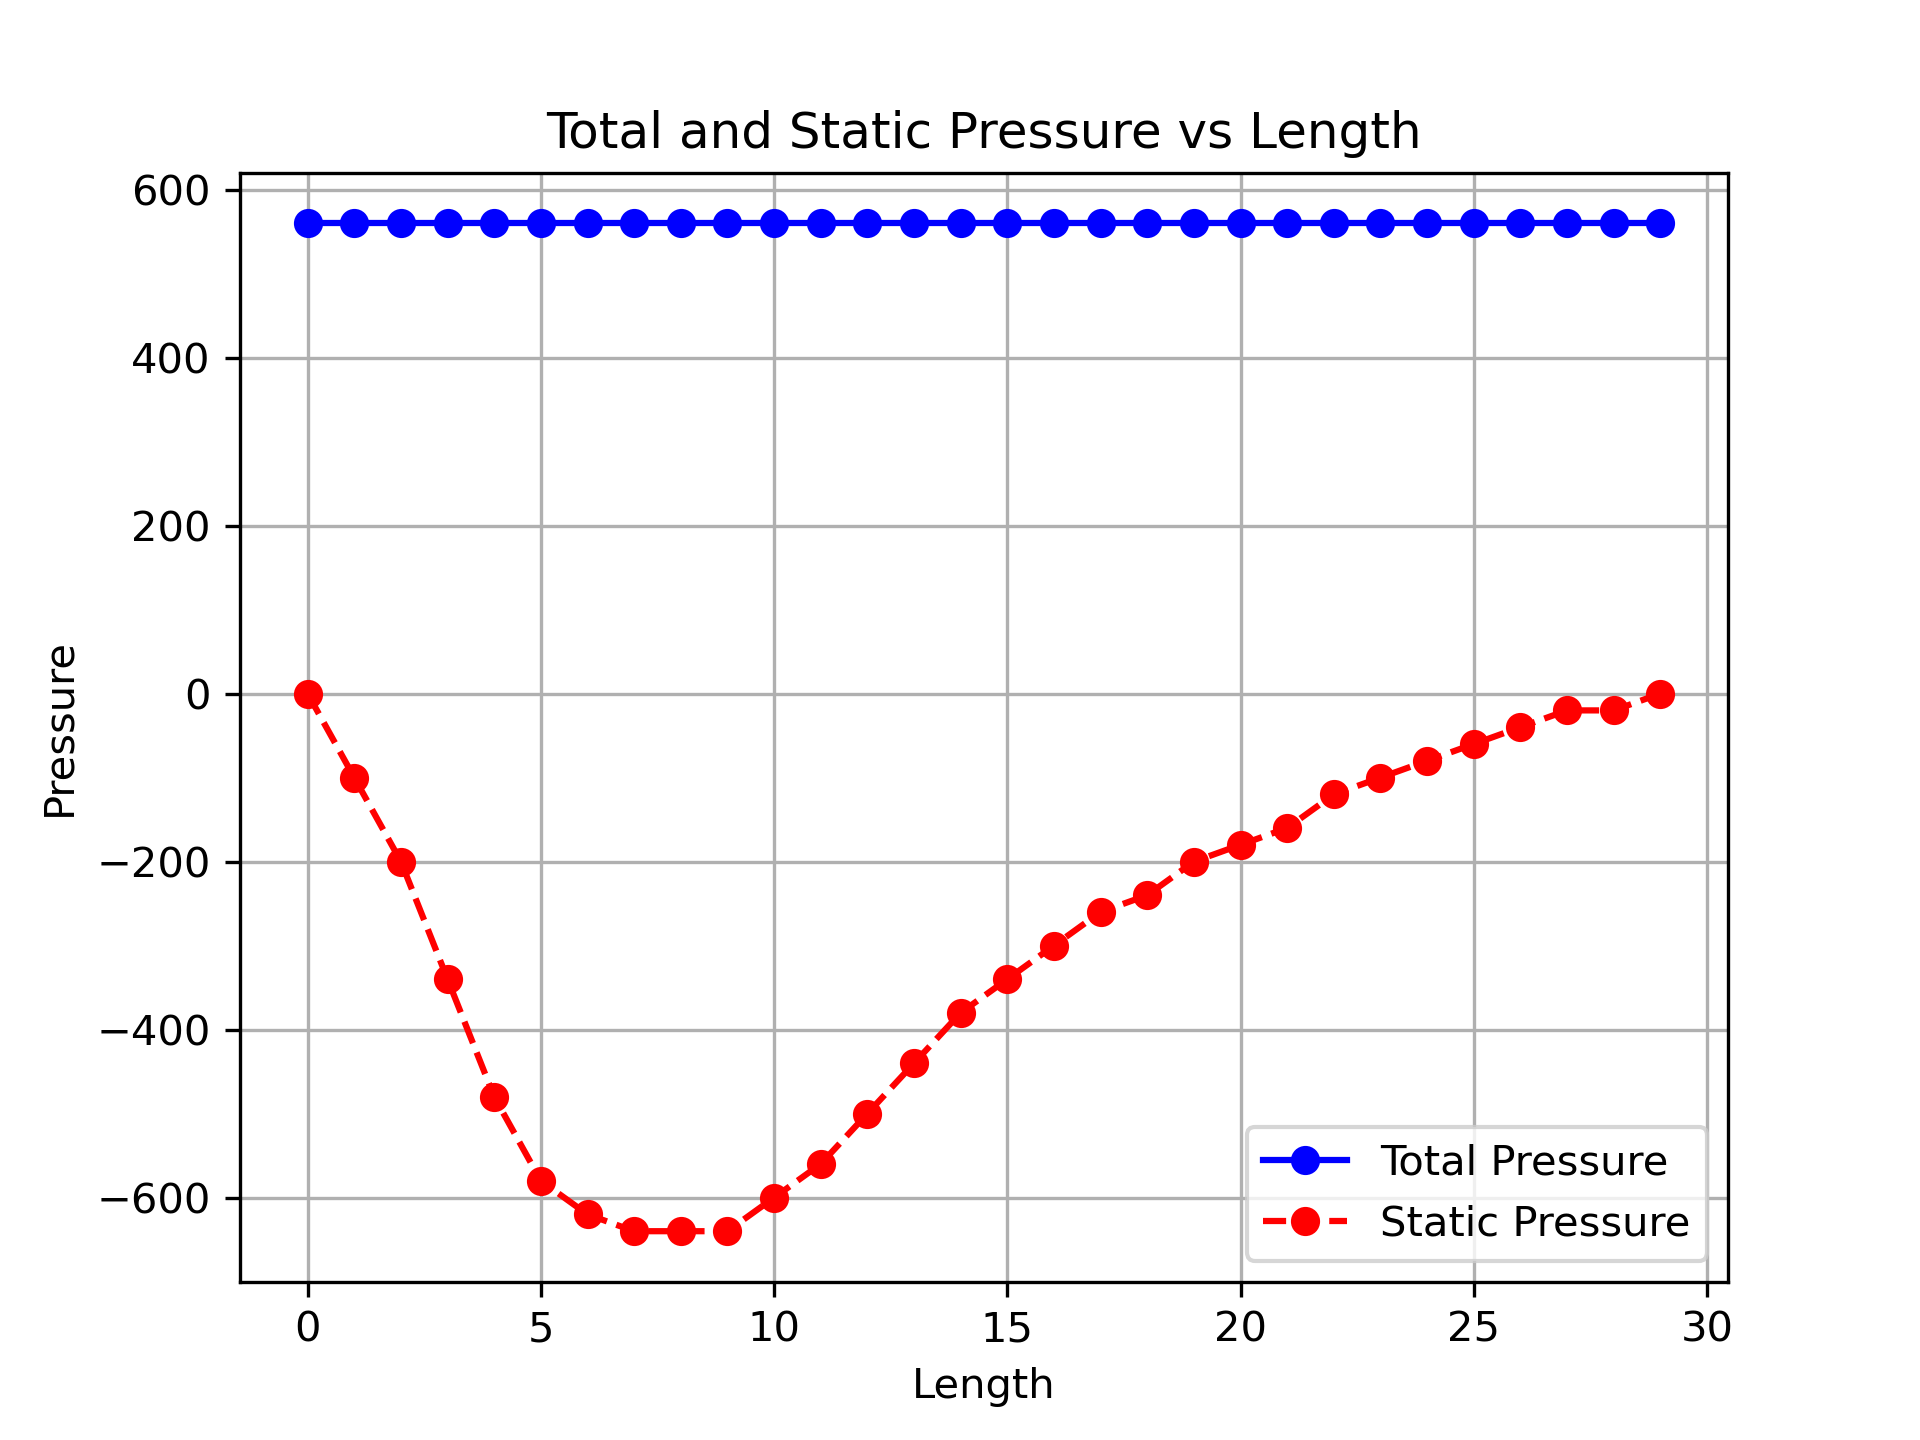 Total and Static Pressure vs Length
600
400
200
0
−200
−400
−600
Pressure
Total Pressure
Static Pressure
0 5 10 15 20 25 30
Length